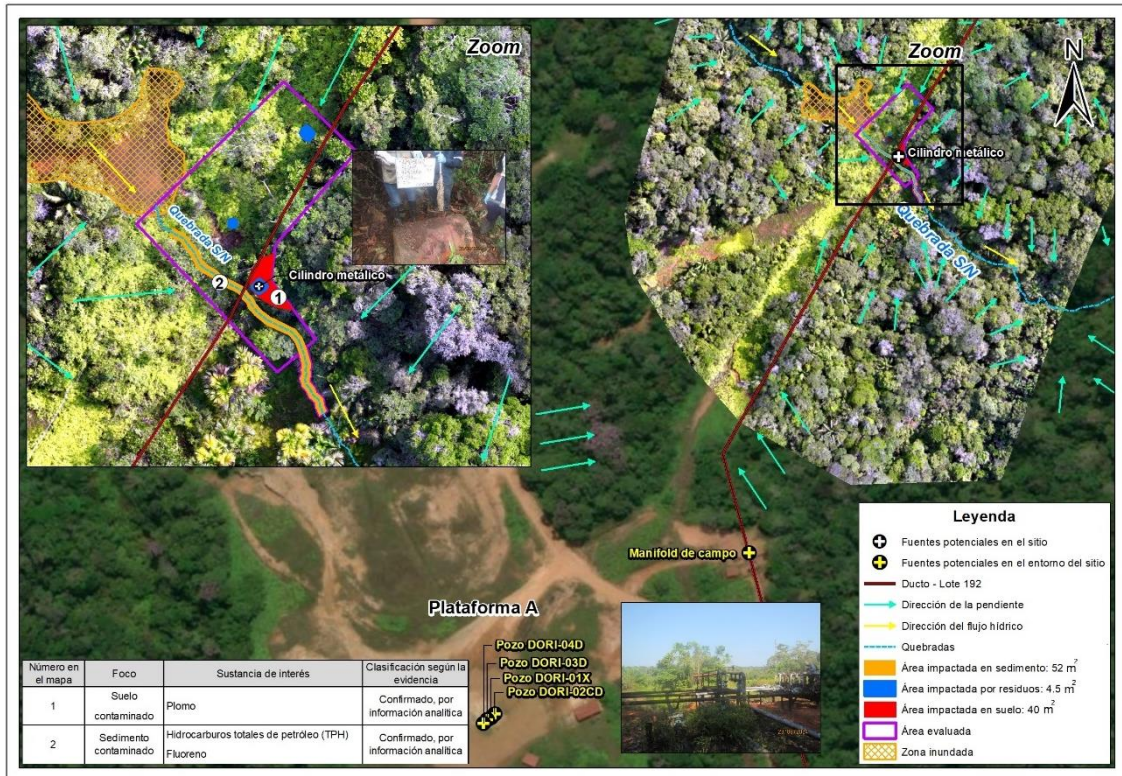 Zoom
Quebrada S/N
Cilindro metálico
2
1
Zoom
N
Cilindro metálico
Quebrada S/N
Manifold de campo
Plataforma A
Pozo DORI-04D
Pozo DORI-03D
Pozo DORI-01X
Pozo DORI-02CD
Número en el mapa
Foco
Sustancia de interés
Clasificación según la evidencia
1
Suelo contaminado
Plomo
Confirmado, por información analítica
2
Sedimento contaminado
Hidrocarburos totales de petróleo (TPH)
Fluoreno
Confirmado, por información analítica
Leyenda
Fuentes potenciales en el sitio
Fuentes potenciales en el entorno del sitio
Ducto - Lote 192
Dirección de la pendiente
Dirección del flujo hídrico
Quebradas
Área impactada en sedimento: 52 m²
Área impactada por residuos: 4.5 m²
Área impactada en suelo: 40 m²
Área evaluada
Zona inundada